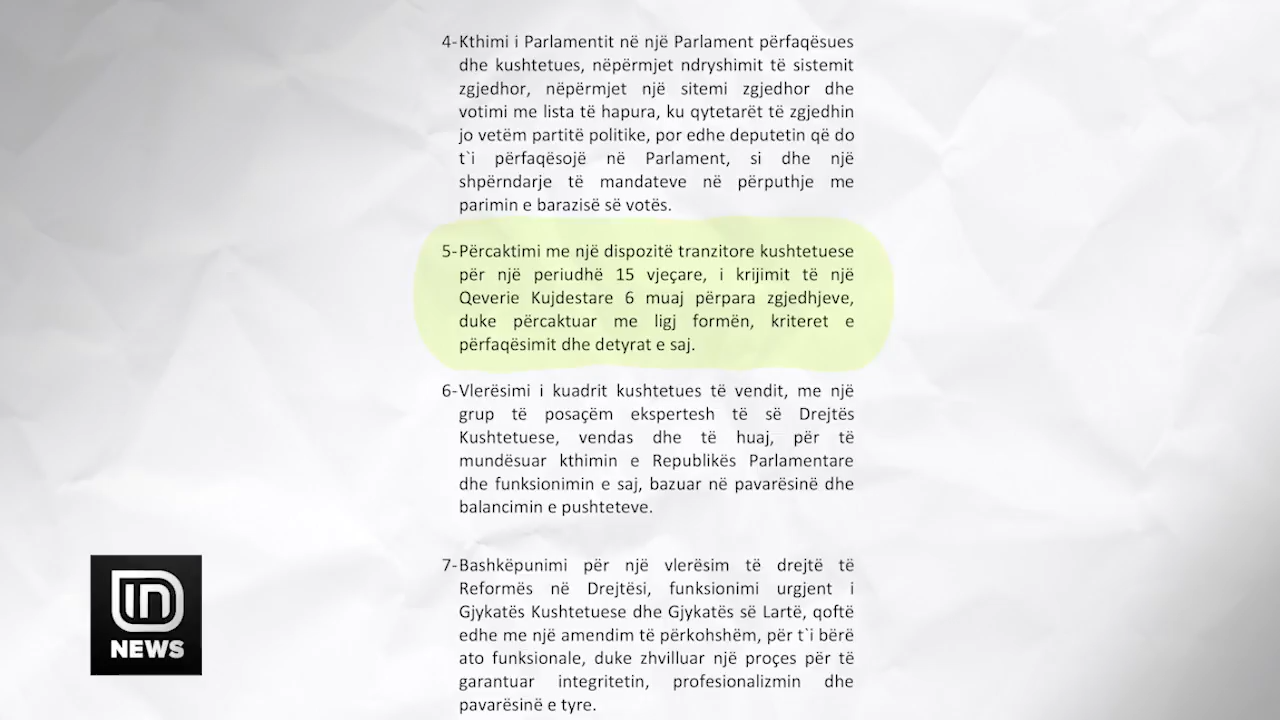 4-Kthimi i Parlamentit në një Parlament përfaqësues
dhe kushtetues, nëpërmjet ndryshimit të sistemit
zgjedhor, nëpërmjet një sitemi zgjedhor dhe
votimi me lista të hapura, ku qytetarët të zgjedhin
jo vetëm partitë politike, por edhe deputetin që do
t`i përfaqësojë në Parlament, si dhe një
shpërndarje të mandateve në përputhje me
parimin e barazisë së votës.
5-Përcaktimi me një dispozitë tranzitore kushtetuese
për një periudhë 15 vjeçare, i krijimit të një
Qeverie Kujdestare 6 muaj përpara zgjedhjeve,
duke përcaktuar me ligj formën, kriteret e
përfaqësimit dhe detyrat e saj.
6-Vlerësimi i kuadrit kushtetues të vendit, me një
grup të posaçëm ekspertesh të së Drejtës
Kushtetuese, vendas dhe të huaj, për të
mundësuar kthimin e Republikës Parlamentare
dhe funksionimin e saj, bazuar në pavarësinë dhe
balancimin e pushteteve.
7-Bashkëpunimi për një vlerësim të drejtë të
Reformës në Drejtësi, funksionimi urgjent i
Gjykatës Kushtetuese dhe Gjykatës së Lartë, qoftë
edhe me një amendim të përkohshëm, për t`i bërë
ato funksionale, duke zhvilluar një proçes për të
garantuar integritetin, profesionalizmin dhe
pavarësinë e tyre.
IN
NEWS